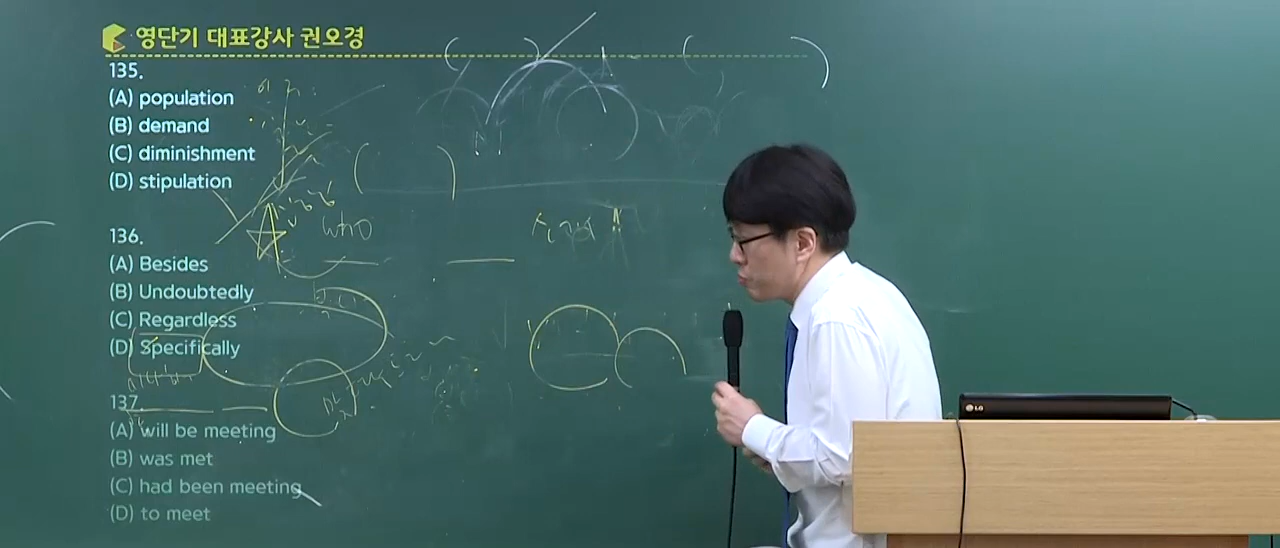 영단기 대표강사 권오경
135.
(A) population
(B) demand
(C) diminishment
(D) stipulation
who
136.
(A) Besides
(B) Undoubtedly
(C) Regardless
(D) Specifically
137.
(A) will be meeting
(B) was met
(C) had been meeting
(D) to meet
LG